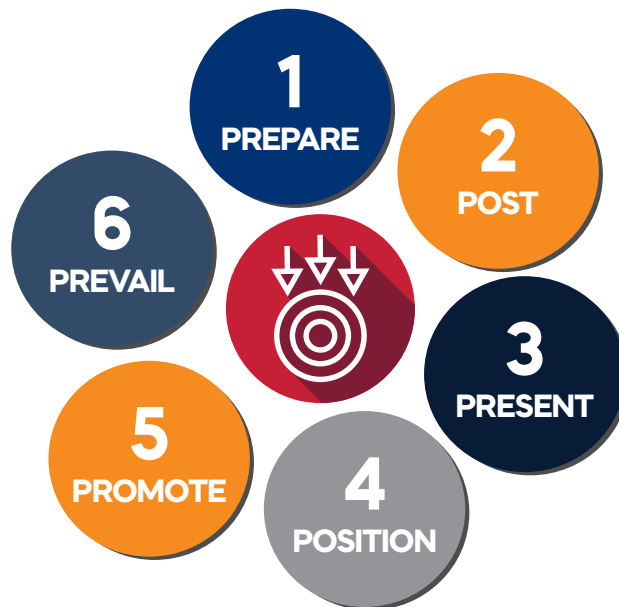 1
PREPARE
2
POST
3
PRESENT
4
POSITION
5
PROMOTE
6
PREVAIL